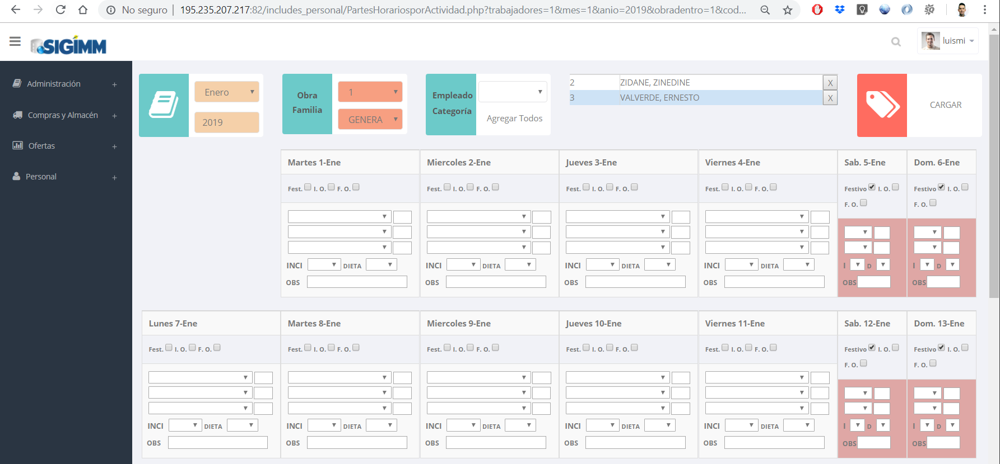 No seguro | 195.235.207.217:82/includes_personal/PartesHorariosporActividad.php?trabajadores=1&mes=1&anio=2019&obradentro=1&cod...
SIGIMM
luismi
Administración +
Compras y Almacén +
Ofertas +
Personal +
Enero
2019
Obra
Familia
1
GENERA
Empleado
Categoría
Agregar Todos
2 ZIDANE, ZINEDINE X
3 VALVERDE, ERNESTO X
CARGAR
Martes 1-Ene Miercoles 2-Ene Jueves 3-Ene Viernes 4-Ene Sab. 5-Ene Dom. 6-Ene
Fest. I. O. F. O. Fest. I. O. F. O. Fest. I. O. F. O. Fest. I. O. F. O. Festivo I. O. Festivo I. O.
F. O. F. O.
INCI DIETA INCI DIETA INCI DIETA INCI DIETA I D I D
OBS OBS OBS OBS OBS OBS
Lunes 7-Ene Martes 8-Ene Miercoles 9-Ene Jueves 10-Ene Viernes 11-Ene Sab. 12-Ene Dom. 13-Ene
Fest. I. O. F. O. Fest. I. O. F. O. Fest. I. O. F. O. Fest. I. O. F. O. Fest. I. O. F. O. Festivo I. O. Festivo I. O.
F. O. F. O.
INCI DIETA INCI DIETA INCI DIETA INCI DIETA INCI DIETA I D I D
OBS OBS OBS OBS OBS OBS OBS